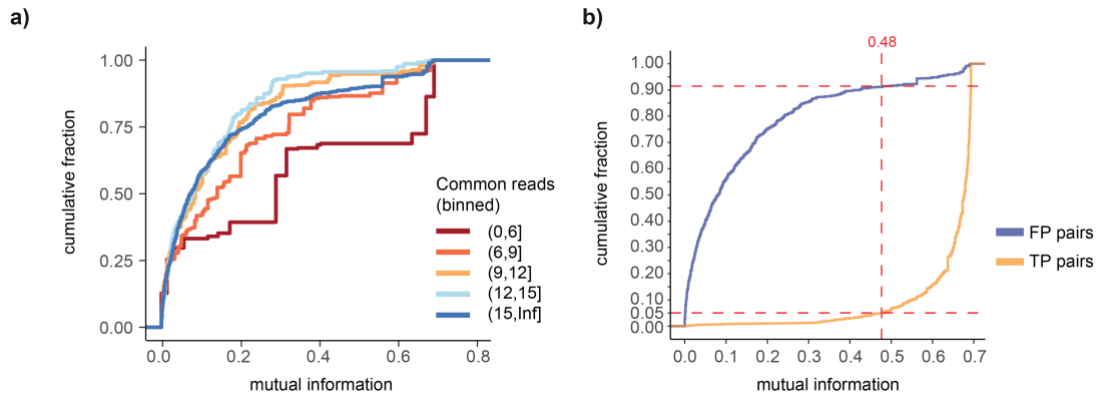 a)
1.00
0.75
0.50
0.25
0.00
cumulative fraction
0.0 0.2 0.4 0.6 0.8
mutual information
Common reads
(binned)
(0,6]
(6,9]
(9,12]
(12,15]
(15,Inf]
b)
0.48
1.00
0.90
0.80
0.70
0.60
0.50
0.40
0.30
0.20
0.10
0.05
0.00
cumulative fraction
0.0 0.1 0.2 0.3 0.4 0.5 0.6 0.7
mutual information
FP pairs
TP pairs